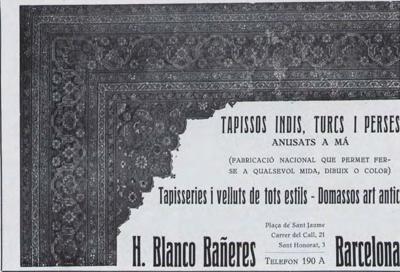 TAPISSOS INDIS, TURCS I PERSES
ANUSATS A MÁ
(FABRICACIÓ NACIONAL QUE PERMET FER-
SE A QUALSEVOL MIDA, DIBUIX O COLOR)
Tapisseries i velluts de tots estils - Domassos art antic
Plaça de Sant Jaume
Carrer del Call, 21
Sant Honorat, 3
H. Blanco Bañeres TELEFON 190 A Barcelona